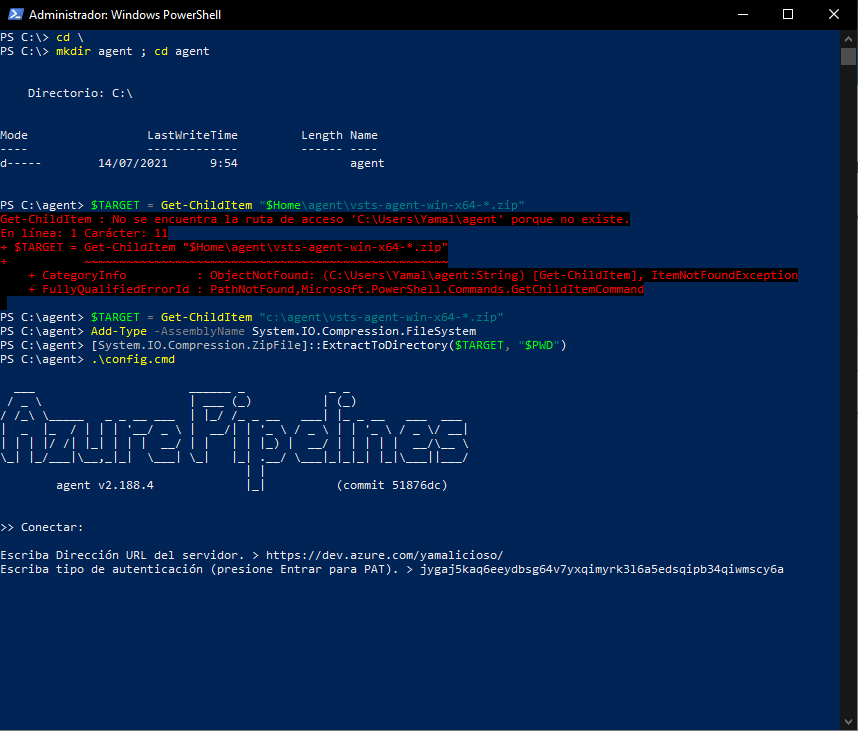 Administrador: Windows PowerShell
PS C:\> cd \
PS C:\> mkdir agent ; cd agent
Directorio: C:\
Mode LastWriteTime Length Name
---- ------------- ------ ----
d----- 14/07/2021 9:54 agent
PS C:\agent> $TARGET = Get-ChildItem "$Home\agent\vsts-agent-win-x64-*.zip"
Get-ChildItem : No se encuentra la ruta de acceso 'C:\Users\Yamal\agent' porque no existe.
En línea: 1 Carácter: 11
+ $TARGET = Get-ChildItem "$Home\agent\vsts-agent-win-x64-*.zip"
+ ~~~~~~~~~~~~~~~~~~~~~~~~~~~~~~~~~~~~~~~~~~~~~~~~~~~~
+ CategoryInfo : ObjectNotFound: (C:\Users\Yamal\agent:String) [Get-ChildItem], ItemNotFoundException
+ FullyQualifiedErrorId : PathNotFound,Microsoft.PowerShell.Commands.GetChildItemCommand
PS C:\agent> $TARGET = Get-ChildItem "c:\agent\vsts-agent-win-x64-*.zip"
PS C:\agent> Add-Type -AssemblyName System.IO.Compression.FileSystem
PS C:\agent> [System.IO.Compression.ZipFile]::ExtractToDirectory($TARGET, "$PWD")
PS C:\agent> .\config.cmd
Azure Pipelines
agent v2.188.4 (commit 51876dc)
>> Conectar:
Escriba Dirección URL del servidor. > https://dev.azure.com/yamalicioso/
Escriba tipo de autenticación (presione Entrar para PAT). > jygaj5kaq6eeydbsg64v7yxqimyrk3l6a5edsqipb34qiwmscy6a